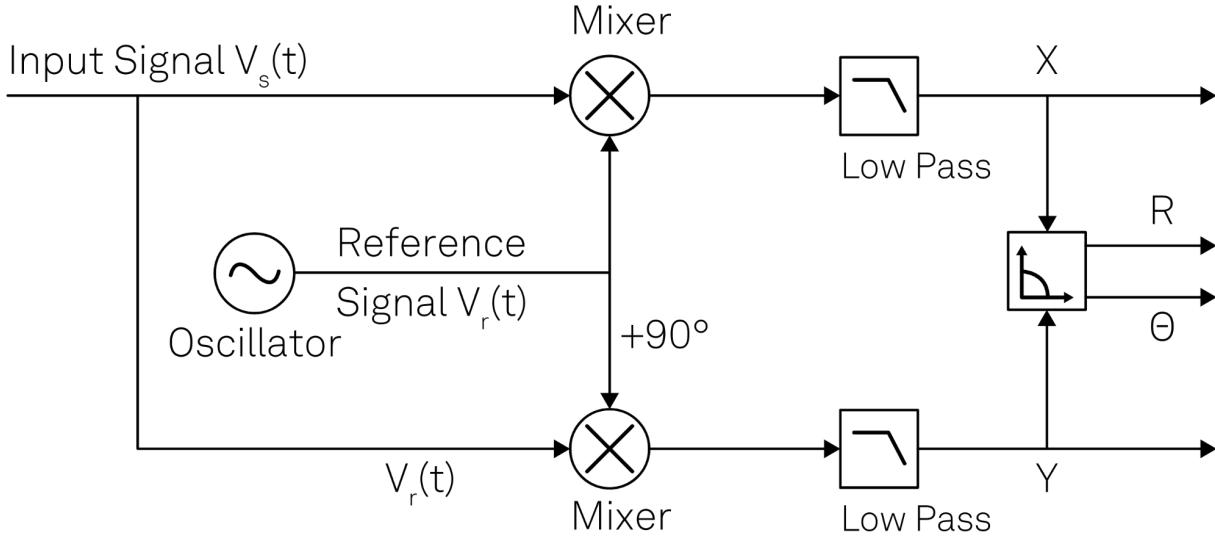 Mixer
Input Signal Vₛ(t)
X
Low Pass
R
Reference
Signal Vᵣ(t)
Oscillator
+90°
Θ
Vᵣ(t)
Mixer
Y
Low Pass